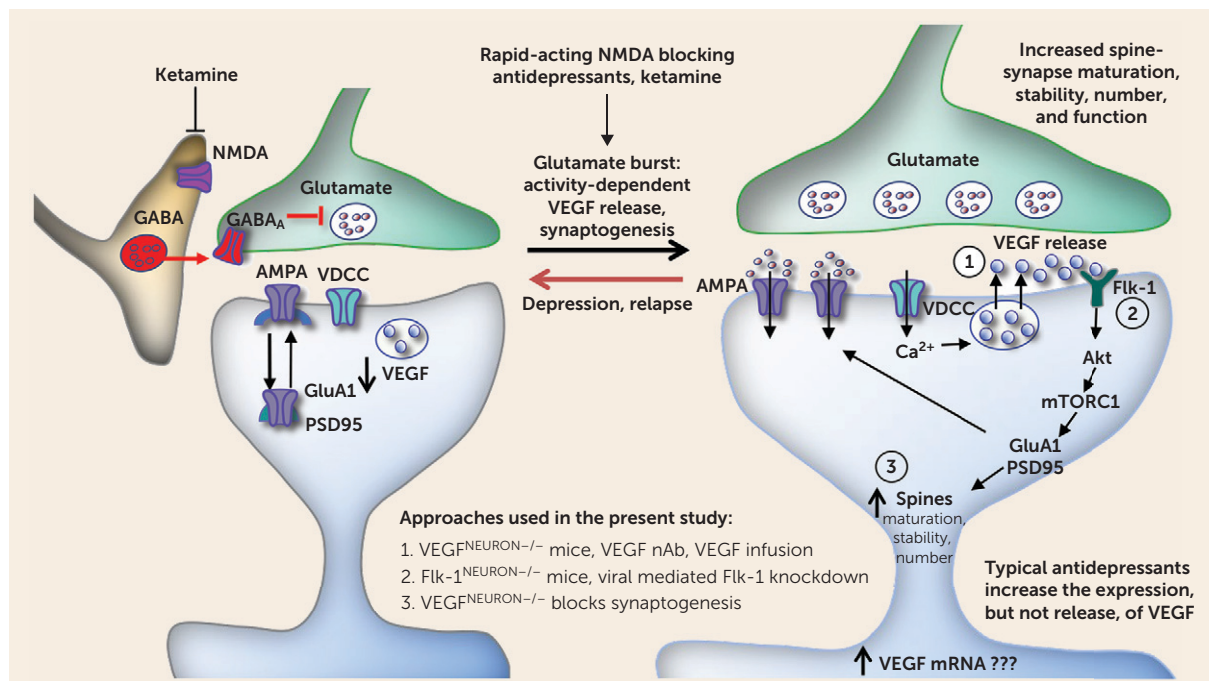 Ketamine
NMDA
GABA
GABAA
Glutamate
AMPA
VDCC
GluA1
VEGF
PSD95
Rapid-acting NMDA blocking
antidepressants, ketamine
Glutamate burst:
activity-dependent
VEGF release,
synaptogenesis
Depression, relapse
Increased spine-
synapse maturation,
stability, number,
and function
Glutamate
VEGF release
1
AMPA
VDCC
Flk-1
2
Ca2+
Akt
mTORC1
GluA1
PSD95
3
Spines
maturation,
stability,
number
Approaches used in the present study:
1. VEGFNEURON−/− mice, VEGF nAb, VEGF infusion
2. Flk-1NEURON−/− mice, viral mediated Flk-1 knockdown
3. VEGFNEURON−/− blocks synaptogenesis
Typical antidepressants
increase the expression,
but not release, of VEGF
VEGF mRNA ???